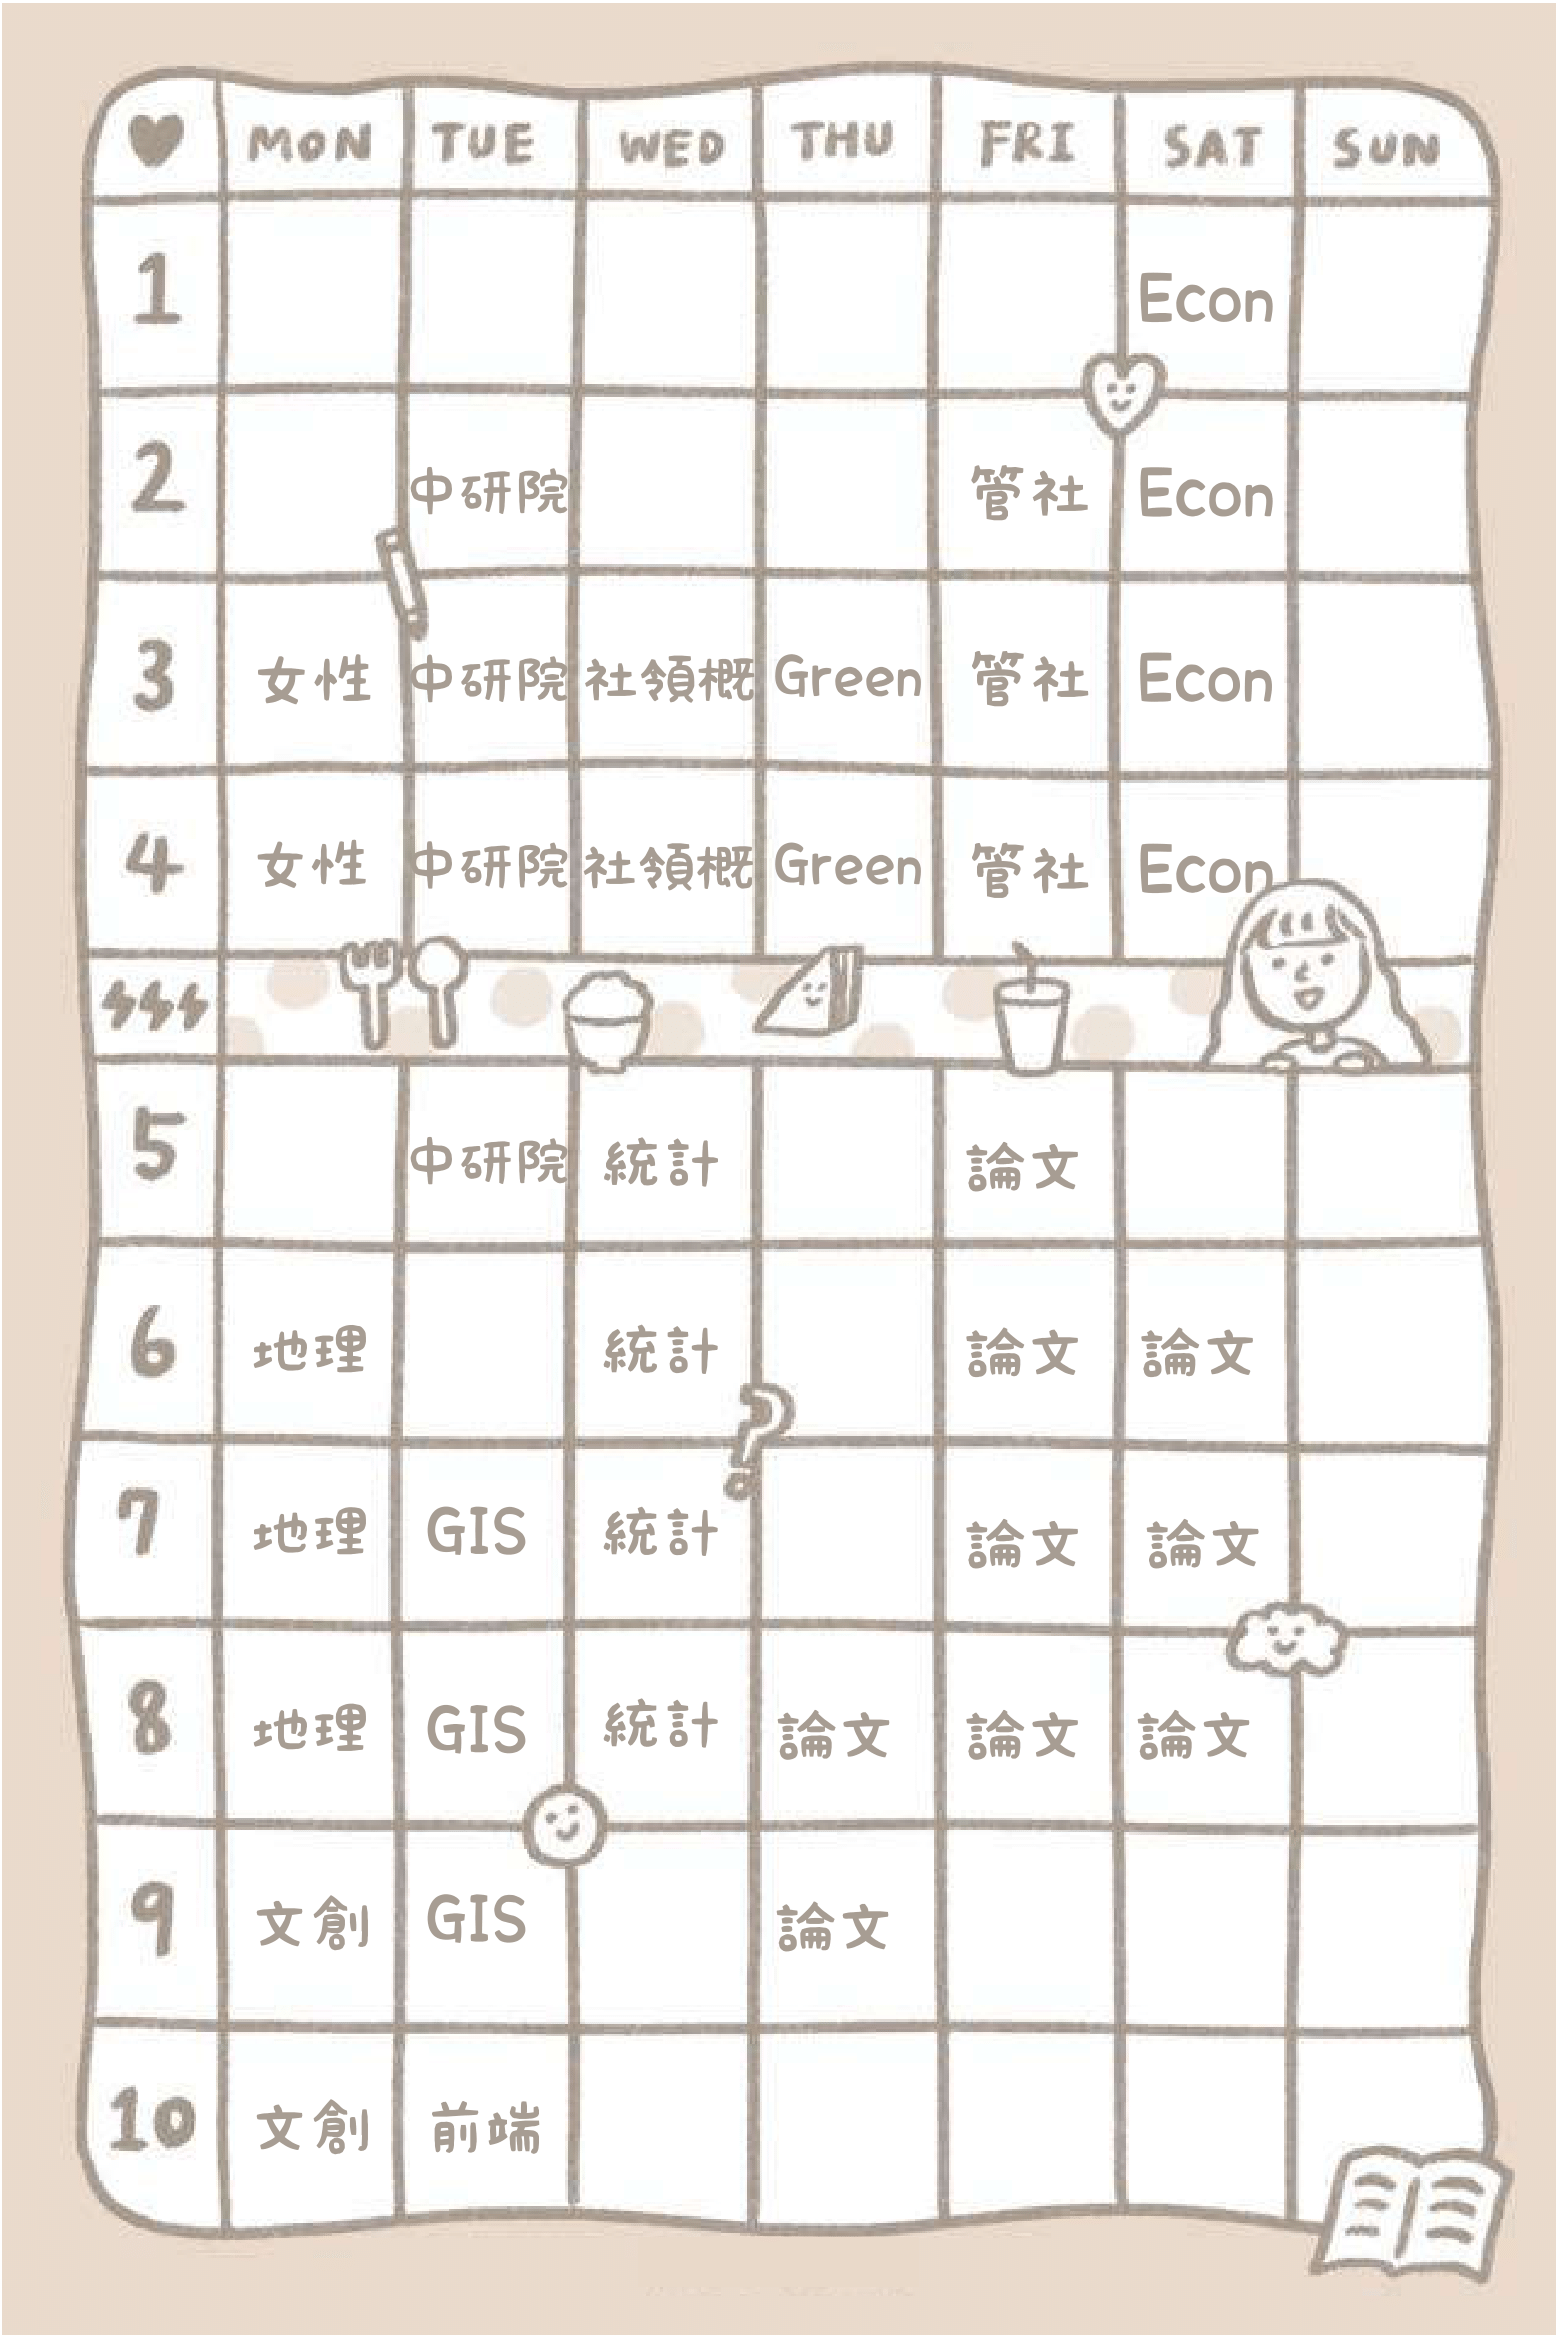 MON TUE WED THU FRI SAT SUN
1 Econ
2 中研院 管社 Econ
3 女性 中研院 社領概 Green 管社 Econ
4 女性 中研院 社領概 Green 管社 Econ
5 中研院 統計 論文
6 地理 統計 論文 論文
7 地理 GIS 統計 論文 論文
8 地理 GIS 統計 論文 論文 論文
9 文創 GIS 論文
10 文創 前端